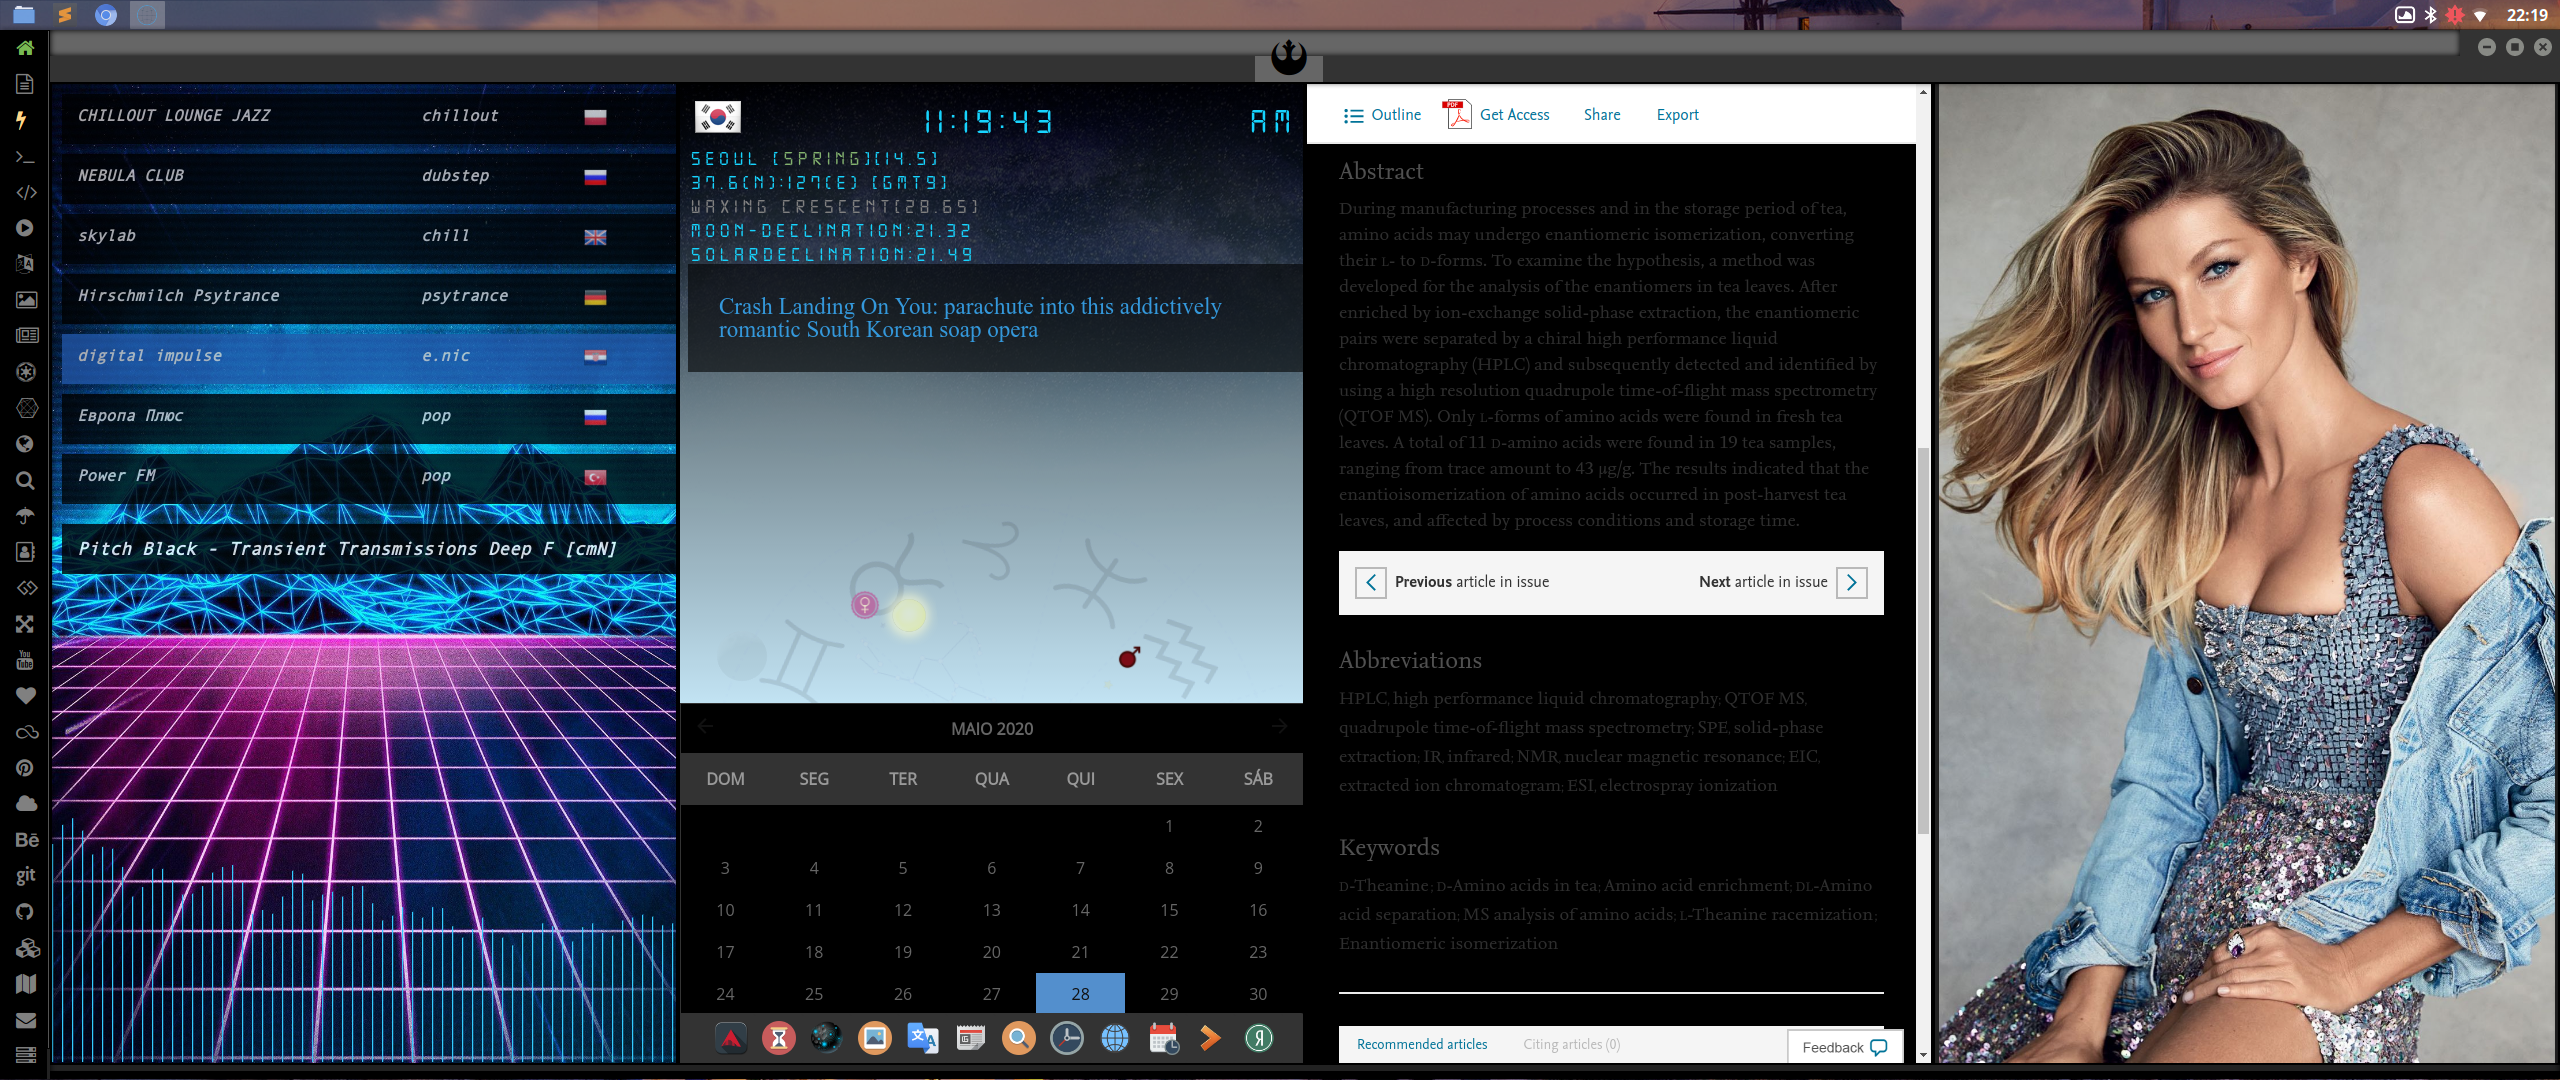 22:19
CHILLOUT LOUNGE JAZZ chillout
NEBULA CLUB dubstep
skylab chill
Hirschmilch Psytrance psytrance
digital impulse e.nic
Европа Плюс pop
Power FM pop
Pitch Black - Transient Transmissions Deep F [cmN]
You
Tube
Bē
git
11:19:43 AM
SEOUL [SPRING][14.5]
37.6(N):127(E) [GMT9]
WAXING CRESCENT[28.65]
MOON-DECLINATION:21.32
SOLARDECLINATION:21.49
Crash Landing On You: parachute into this addictively
romantic South Korean soap opera
MAIO 2020
DOM SEG TER QUA QUI SEX SÁB
1 2
3 4 5 6 7 8 9
10 11 12 13 14 15 16
17 18 19 20 21 22 23
24 25 26 27 28 29 30
Outline PDF Get Access Share Export
Abstract
During manufacturing processes and in the storage period of tea,
amino acids may undergo enantiomeric isomerization, converting
their L- to D-forms. To examine the hypothesis, a method was
developed for the analysis of the enantiomers in tea leaves. After
enriched by ion-exchange solid-phase extraction, the enantiomeric
pairs were separated by a chiral high performance liquid
chromatography (HPLC) and subsequently detected and identified by
using a high resolution quadrupole time-of-flight mass spectrometry
(QTOF MS). Only L-forms of amino acids were found in fresh tea
leaves. A total of 11 D-amino acids were found in 19 tea samples,
ranging from trace amount to 43 μg/g. The results indicated that the
enantioisomerization of amino acids occurred in post-harvest tea
leaves, and affected by process conditions and storage time.
Previous article in issue Next article in issue
Abbreviations
HPLC, high performance liquid chromatography; QTOF MS,
quadrupole time-of-flight mass spectrometry; SPE, solid-phase
extraction; IR, infrared; NMR, nuclear magnetic resonance; EIC,
extracted ion chromatogram; ESI, electrospray ionization
Keywords
D-Theanine; D-Amino acids in tea; Amino acid enrichment; DL-Amino
acid separation; MS analysis of amino acids; L-Theanine racemization;
Enantiomeric isomerization
Recommended articles Citing articles (0)
Feedback